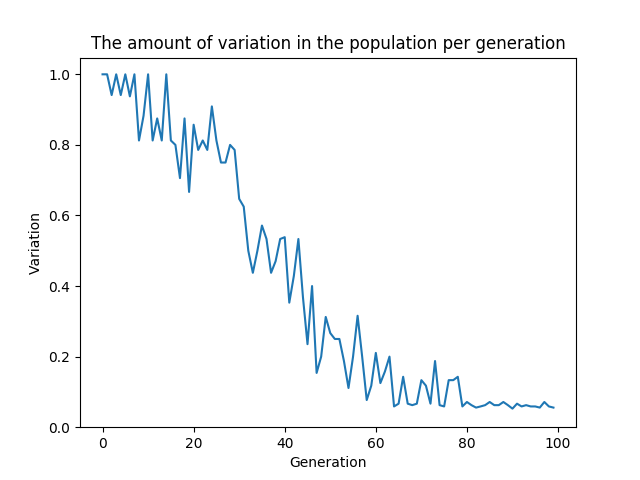 The amount of variation in the population per generation
1.0
0.8
0.6
0.4
0.2
0.0
Variation
0 20 40 60 80 100
Generation